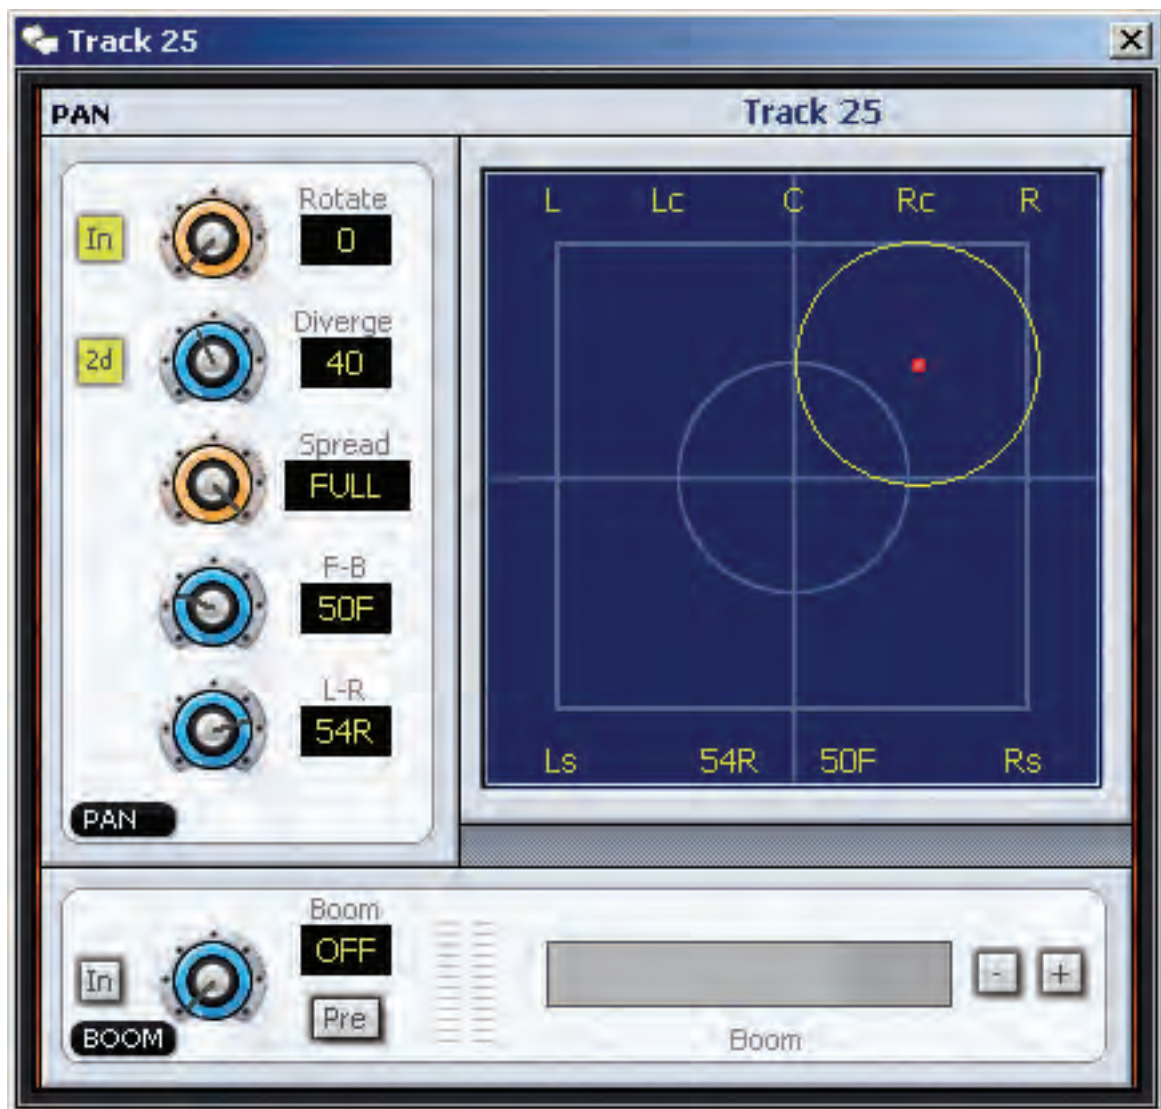 Track 25
PAN
Track 25
In
Rotate
0
2d
Diverge
40
Spread
FULL
F-B
50F
L-R
54R
PAN
L Lc C Rc R
Ls 54R 50F Rs
In
Boom
OFF
Pre
BOOM
- +
Boom